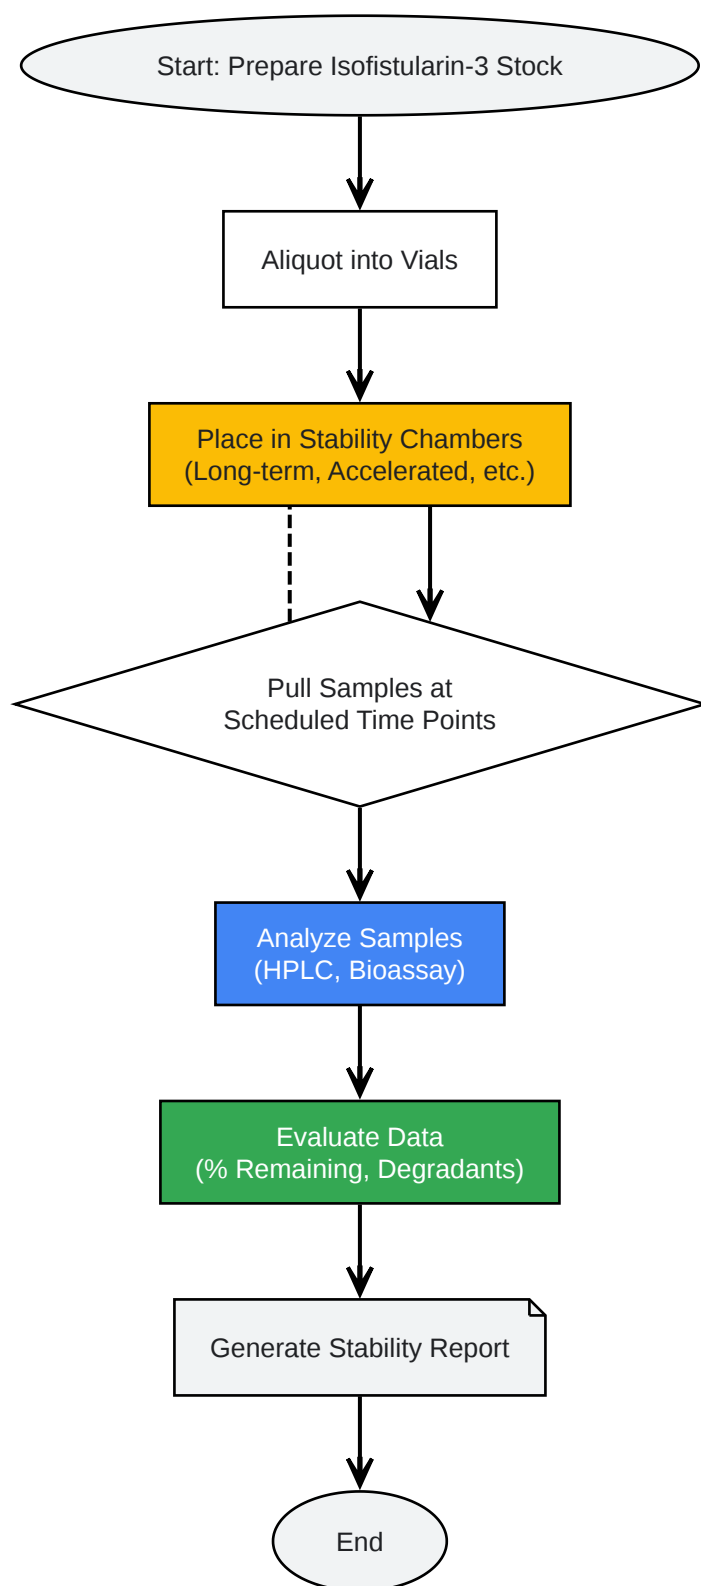 Start: Prepare Isofistularin-3 Stock
Aliquot into Vials
Place in Stability Chambers
(Long-term, Accelerated, etc.)
Pull Samples at
Scheduled Time Points
Analyze Samples
(HPLC, Bioassay)
Evaluate Data
(% Remaining, Degradants)
Generate Stability Report
End